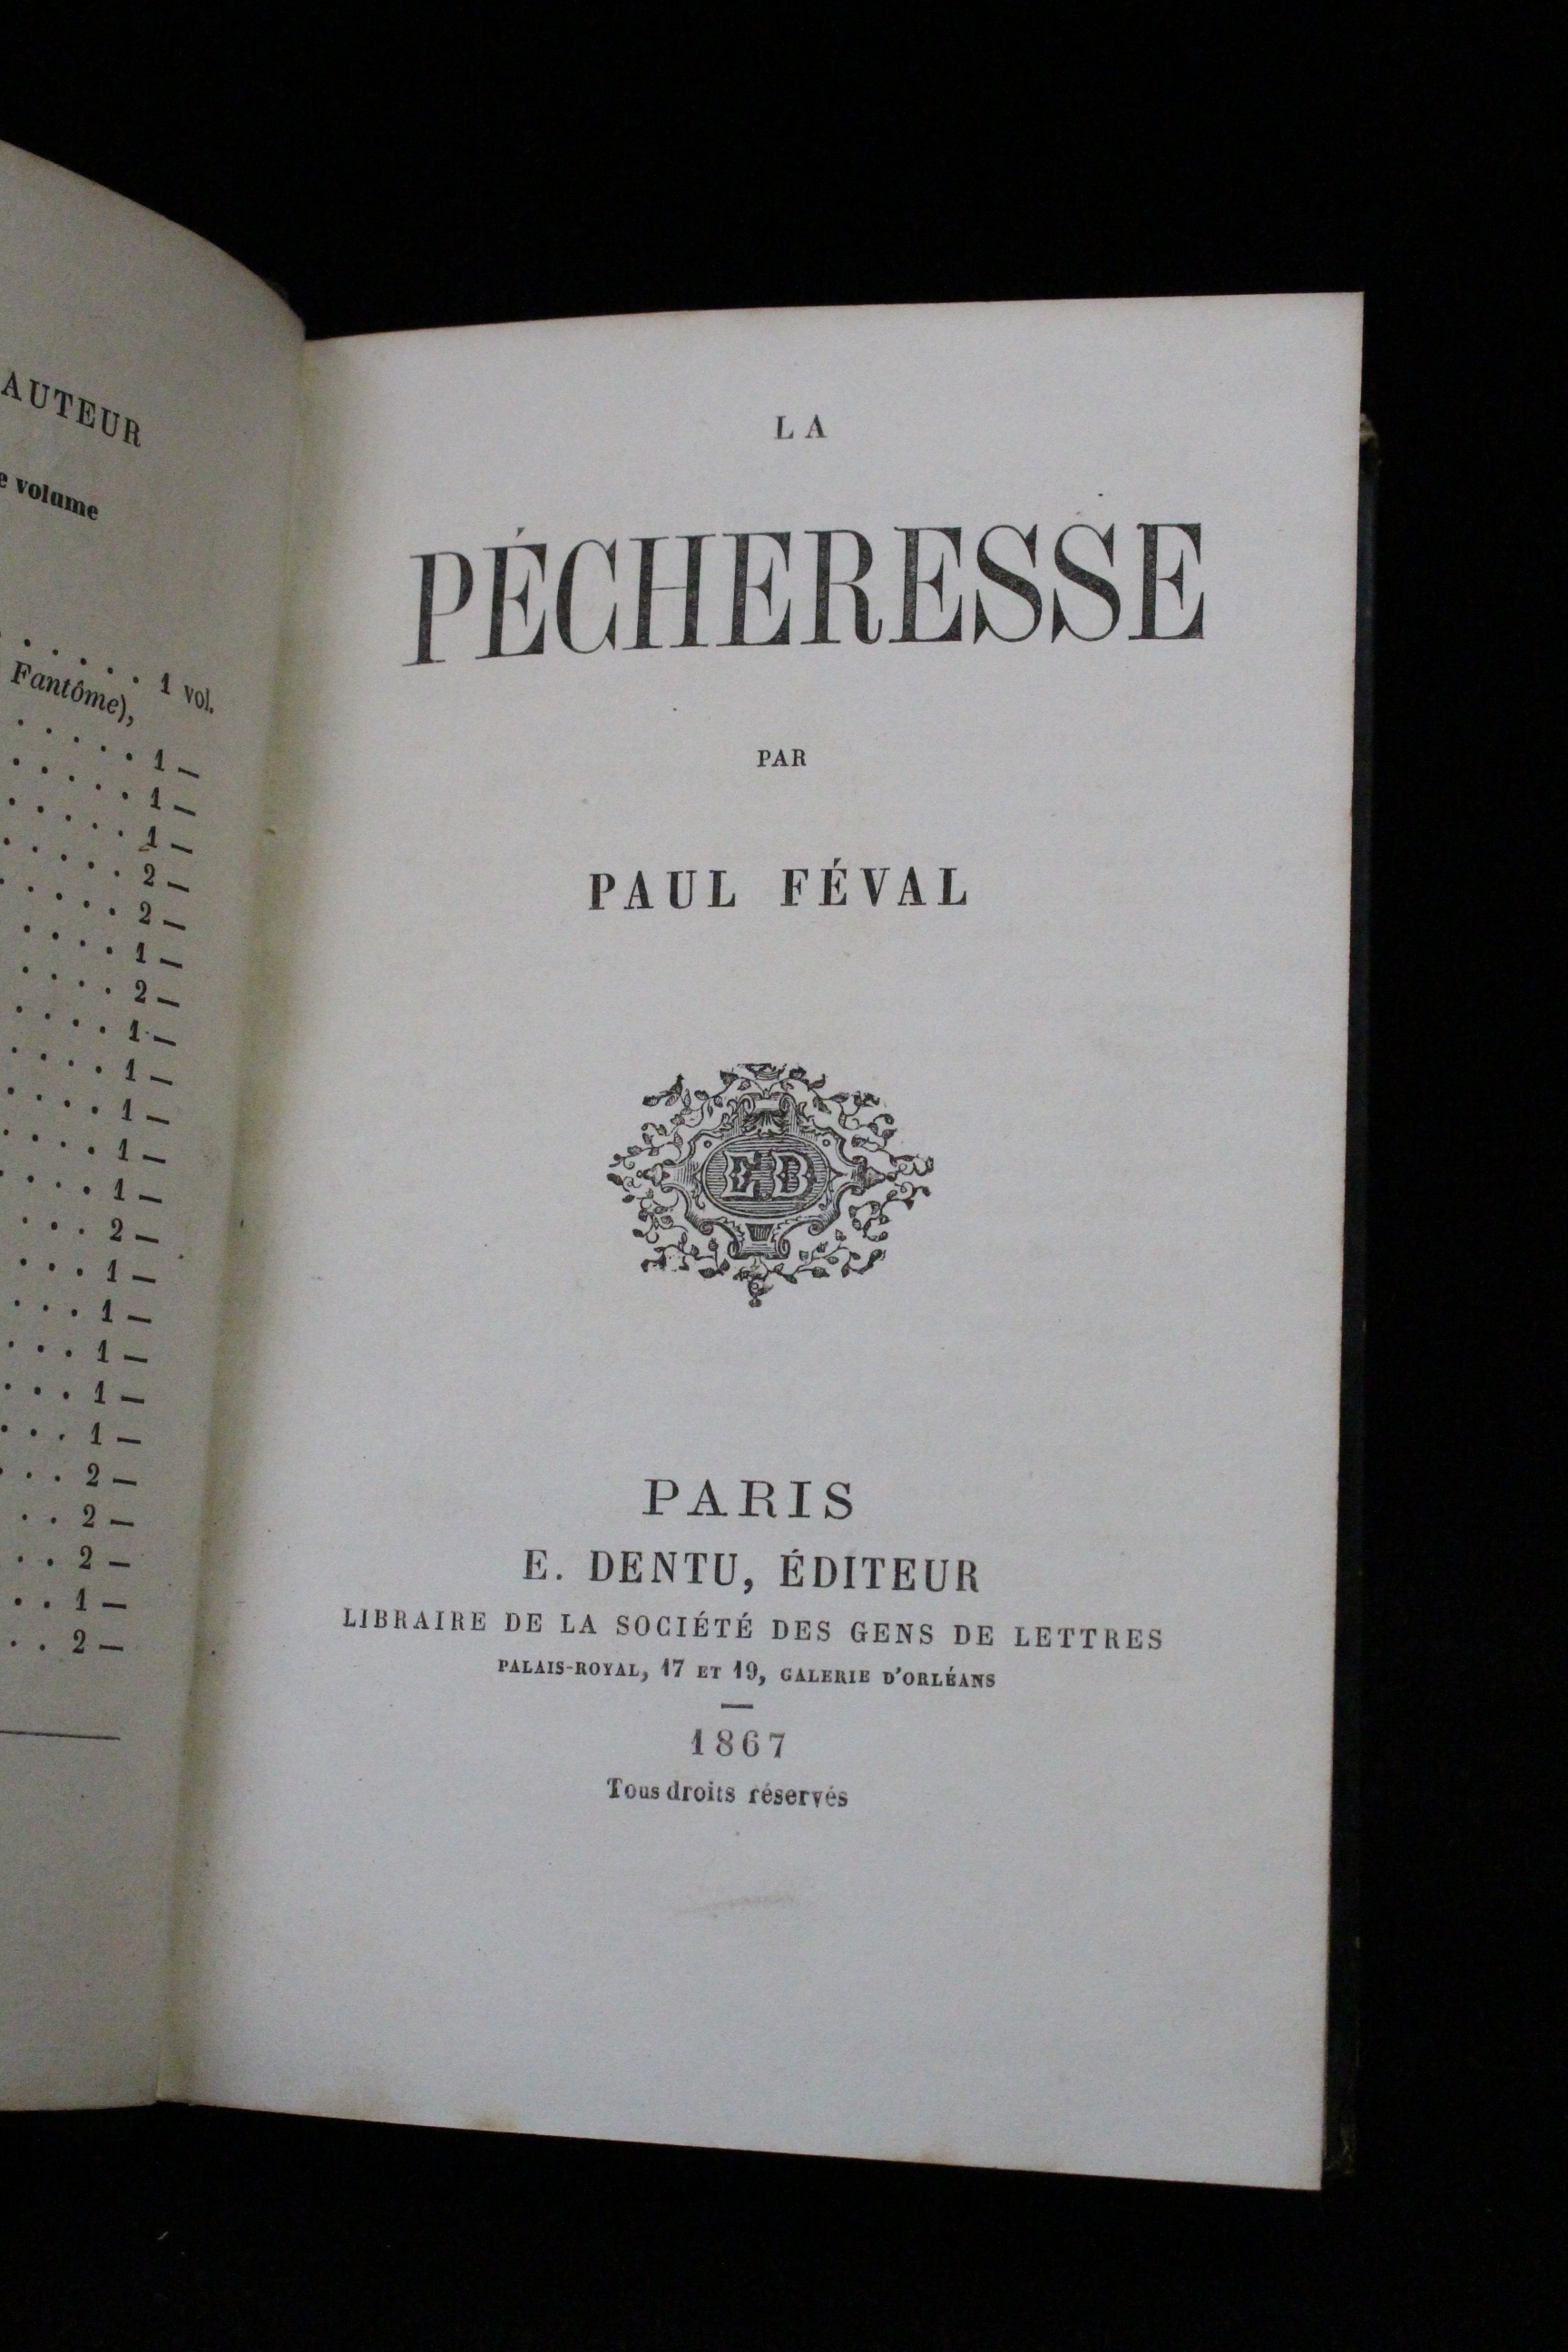 AUTEUR
volume
. . . . . 1 vol.
Fantôme),
. . . . . 1 —
. . . . . 1 —
. . . . . 1 —
. . . . . 2 —
. . . . . 2 —
. . . . 1 —
. . . . 2 —
. . . . 1 —
. . . . 1 —
. . . . 1 —
. . . . 1 —
. . . . 1 —
. . . 2 —
. . . 1 —
. . . 1 —
. . . 1 —
. . . 1 —
. . . 1 —
. . . 2 —
. . 2 —
. . 2 —
. . 1 —
. . 2 —
LA
PÉCHERESSE
PAR
PAUL FÉVAL
ED
PARIS
E. DENTU, ÉDITEUR
LIBRAIRE DE LA SOCIÉTÉ DES GENS DE LETTRES
PALAIS-ROYAL, 17 ET 19, GALERIE D'ORLÉANS
—
1867
Tous droits réservés